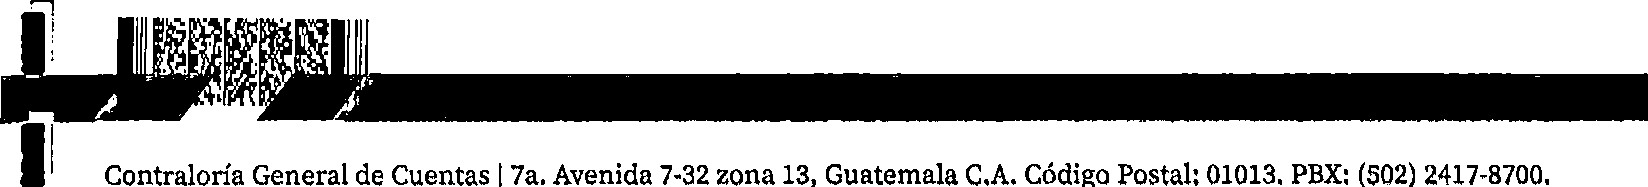 Contraloría General de Cuentas | 7a. Avenida 7-32 zona 13, Guatemala C.A. Código Postal: 01013. PBX: (502) 2417-8700.